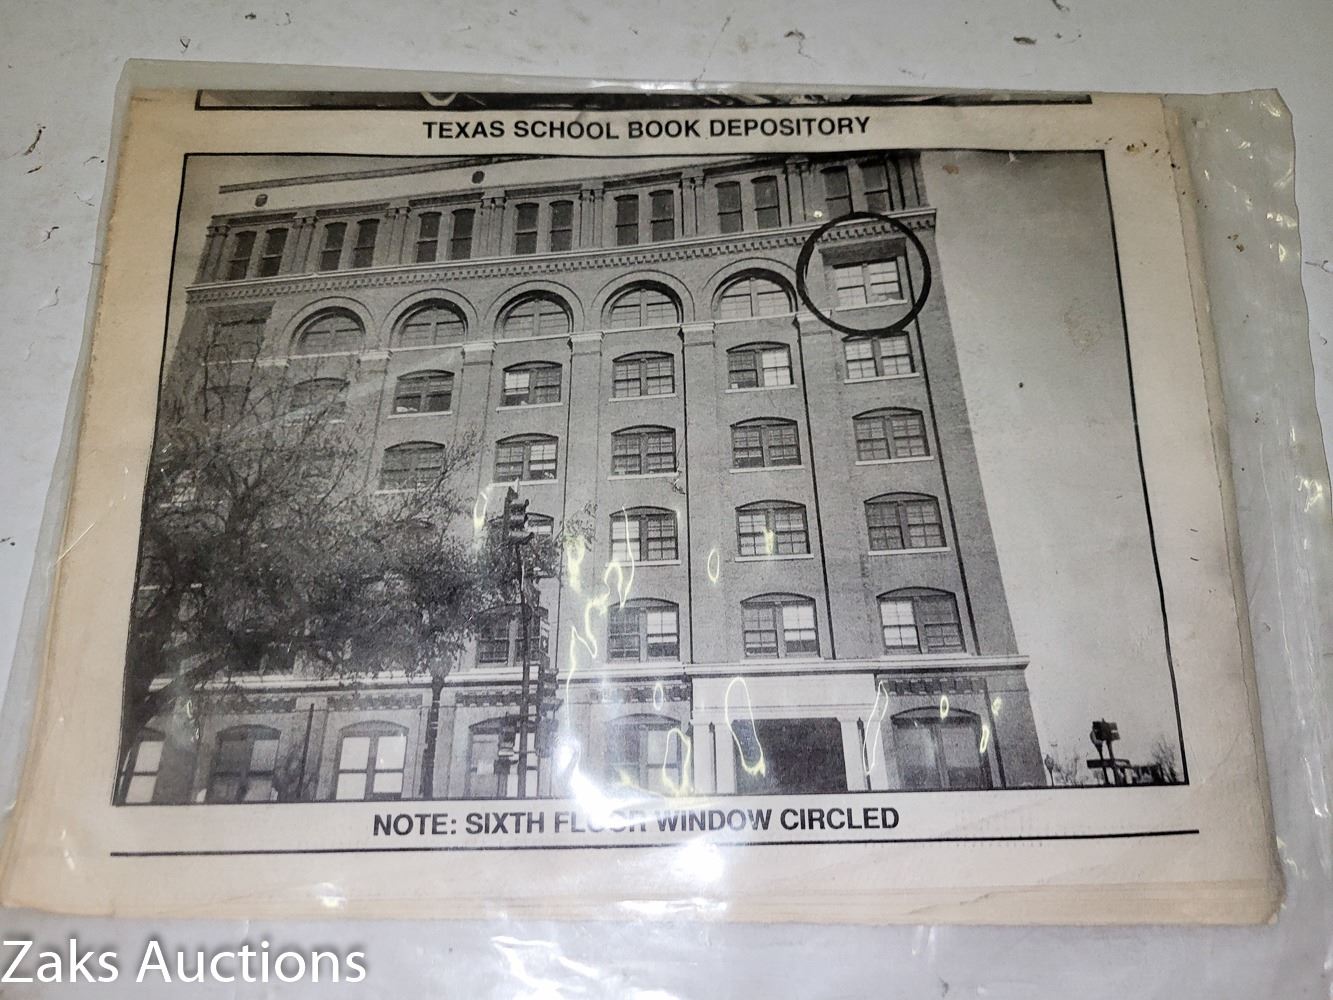 TEXAS SCHOOL BOOK DEPOSITORY
NOTE: SIXTH FLOOR WINDOW CIRCLED
Zaks Auctions